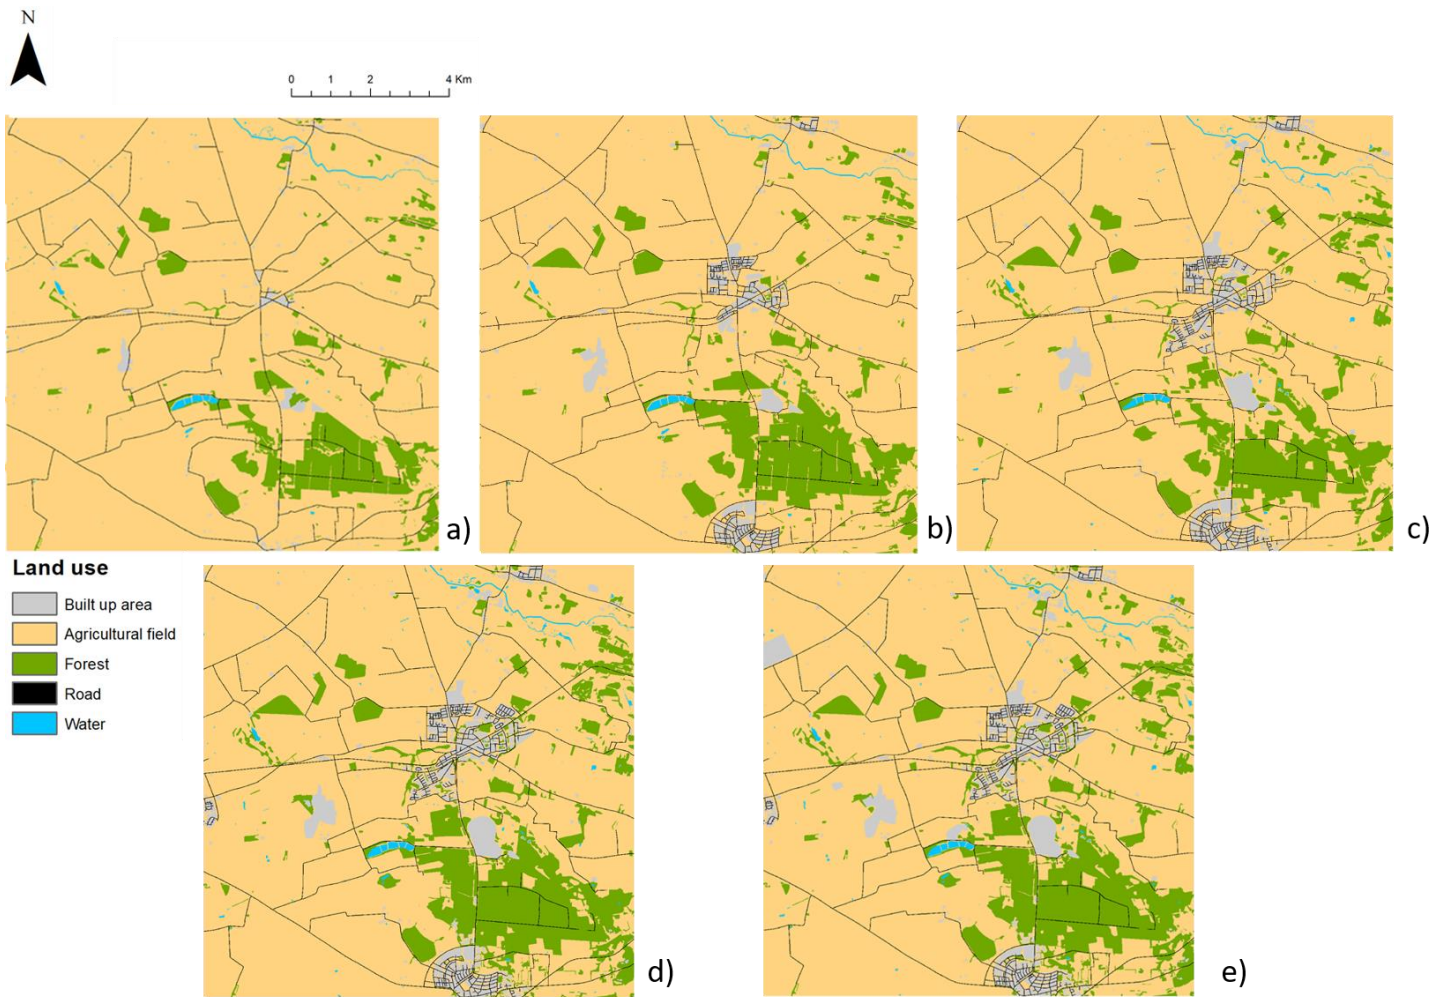 N
0 1 2 4 Km
a)
b)
c)
Land use
Built up area
Agricultural field
Forest
Road
Water
d)
e)